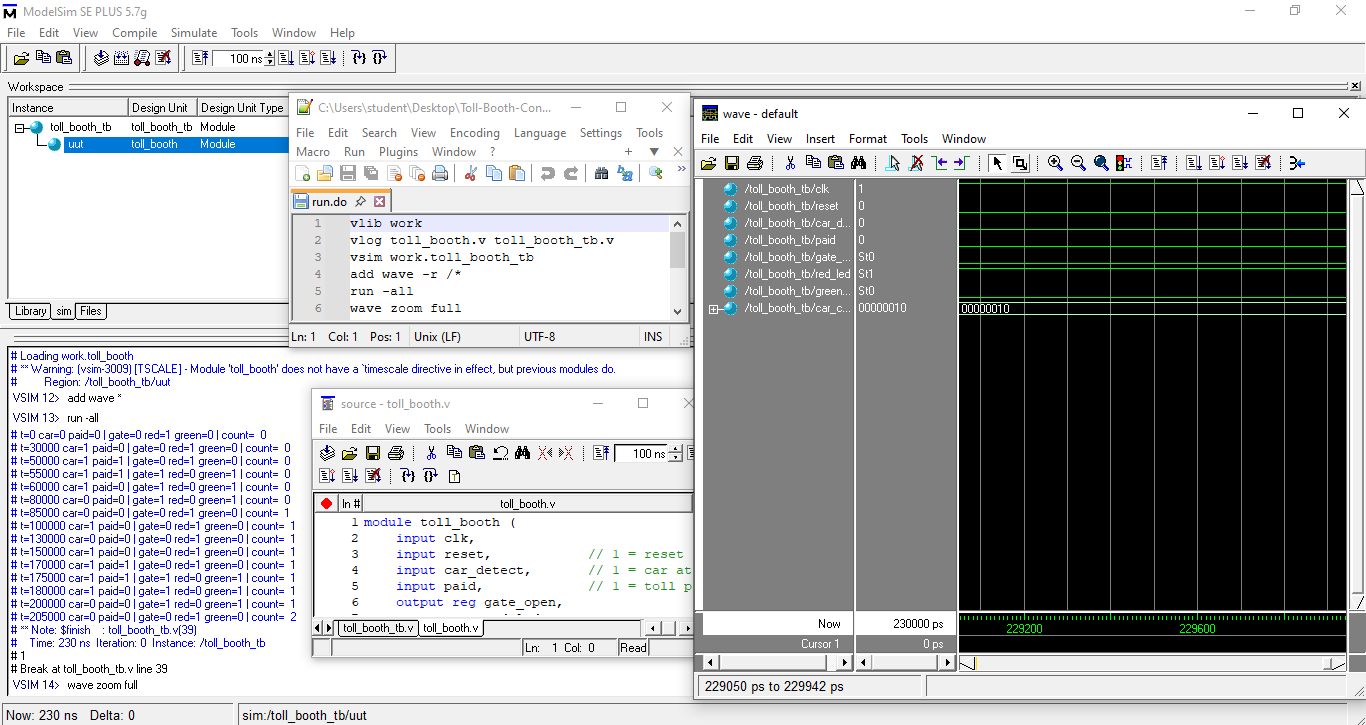 ModelSim SE PLUS 5.7g
File Edit View Compile Simulate Tools Window Help
100 ns
Workspace
Instance Design Unit Design Unit Type
toll_booth_tb toll_booth_tb Module
uut toll_booth Module
Library sim Files
C:\Users\student\Desktop\Toll-Booth-Con...
File Edit Search View Encoding Language Settings Tools
Macro Run Plugins Window ?
run.do
1 vlib work
2 vlog toll_booth.v toll_booth_tb.v
3 vsim work.toll_booth_tb
4 add wave -r /*
5 run -all
6 wave zoom full
Ln: 1 Col: 1 Pos: 1 Unix (LF) UTF-8 INS
# Loading work.toll_booth
# ** Warning: (vsim-3009) [TSCALE] - Module 'toll_booth' does not have a `timescale directive in effect, but previous modules do.
# Region: /toll_booth_tb/uut
VSIM 12> add wave *
VSIM 13> run -all
# t=0 car=0 paid=0 | gate=0 red=1 green=0 | count= 0
# t=30000 car=1 paid=0 | gate=0 red=1 green=0 | count= 0
# t=50000 car=1 paid=1 | gate=0 red=1 green=0 | count= 0
# t=55000 car=1 paid=1 | gate=0 red=1 green=0 | count= 0
# t=60000 car=1 paid=0 | gate=0 red=1 green=1 | count= 0
# t=80000 car=0 paid=0 | gate=0 red=1 green=1 | count= 0
# t=85000 car=0 paid=0 | gate=0 red=1 green=0 | count= 1
# t=100000 car=1 paid=0 | gate=0 red=1 green=0 | count= 1
# t=130000 car=0 paid=0 | gate=0 red=1 green=0 | count= 1
# t=150000 car=1 paid=0 | gate=0 red=1 green=0 | count= 1
# t=170000 car=1 paid=1 | gate=0 red=1 green=0 | count= 1
# t=175000 car=1 paid=1 | gate=0 red=1 green=1 | count= 1
# t=180000 car=1 paid=0 | gate=0 red=1 green=1 | count= 1
# t=200000 car=0 paid=0 | gate=0 red=1 green=1 | count= 1
# t=205000 car=0 paid=0 | gate=0 red=1 green=0 | count= 2
# ** Note: $finish : toll_booth_tb.v(39)
# Time: 230 ns Iteration: 0 Instance: /toll_booth_tb
# 1
# Break at toll_booth_tb.v line 39
VSIM 14> wave zoom full
source - toll_booth.v
File Edit View Tools Window
100 ns
ln # toll_booth.v
1 module toll_booth (
2 input clk,
3 input reset, // 1 = reset
4 input car_detect, // 1 = car at
5 input paid, // 1 = toll p
6 output reg gate_open,
toll_booth_tb.v toll_booth.v
Ln: 1 Col: 0 Read
wave - default
File Edit View Insert Format Tools Window
/toll_booth_tb/clk 1
/toll_booth_tb/reset 0
/toll_booth_tb/car_d... 0
/toll_booth_tb/paid 0
/toll_booth_tb/gate_... St0
/toll_booth_tb/red_led St1
/toll_booth_tb/green... St0
/toll_booth_tb/car_c... 00000010 00000010
Now 230000 ps 229200 229600
Cursor 1 0 ps
229050 ps to 229942 ps
Now: 230 ns Delta: 0 sim:/toll_booth_tb/uut